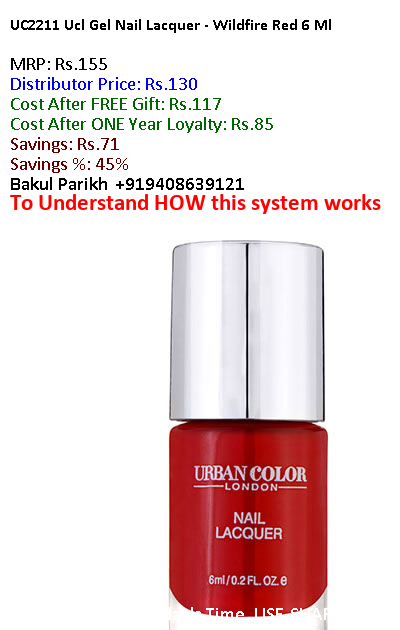 UC2211 Ucl Gel Nail Lacquer - Wildfire Red 6 Ml
MRP: Rs.155
Distributor Price: Rs.130
Cost After FREE Gift: Rs.117
Cost After ONE Year Loyalty: Rs.85
Savings: Rs.71
Savings %: 45%
Bakul Parikh +919408639121
To Understand HOW this system works
URBAN COLOR
LONDON
NAIL
LACQUER
6ml/0.2 FL. OZ. e
Time. USE